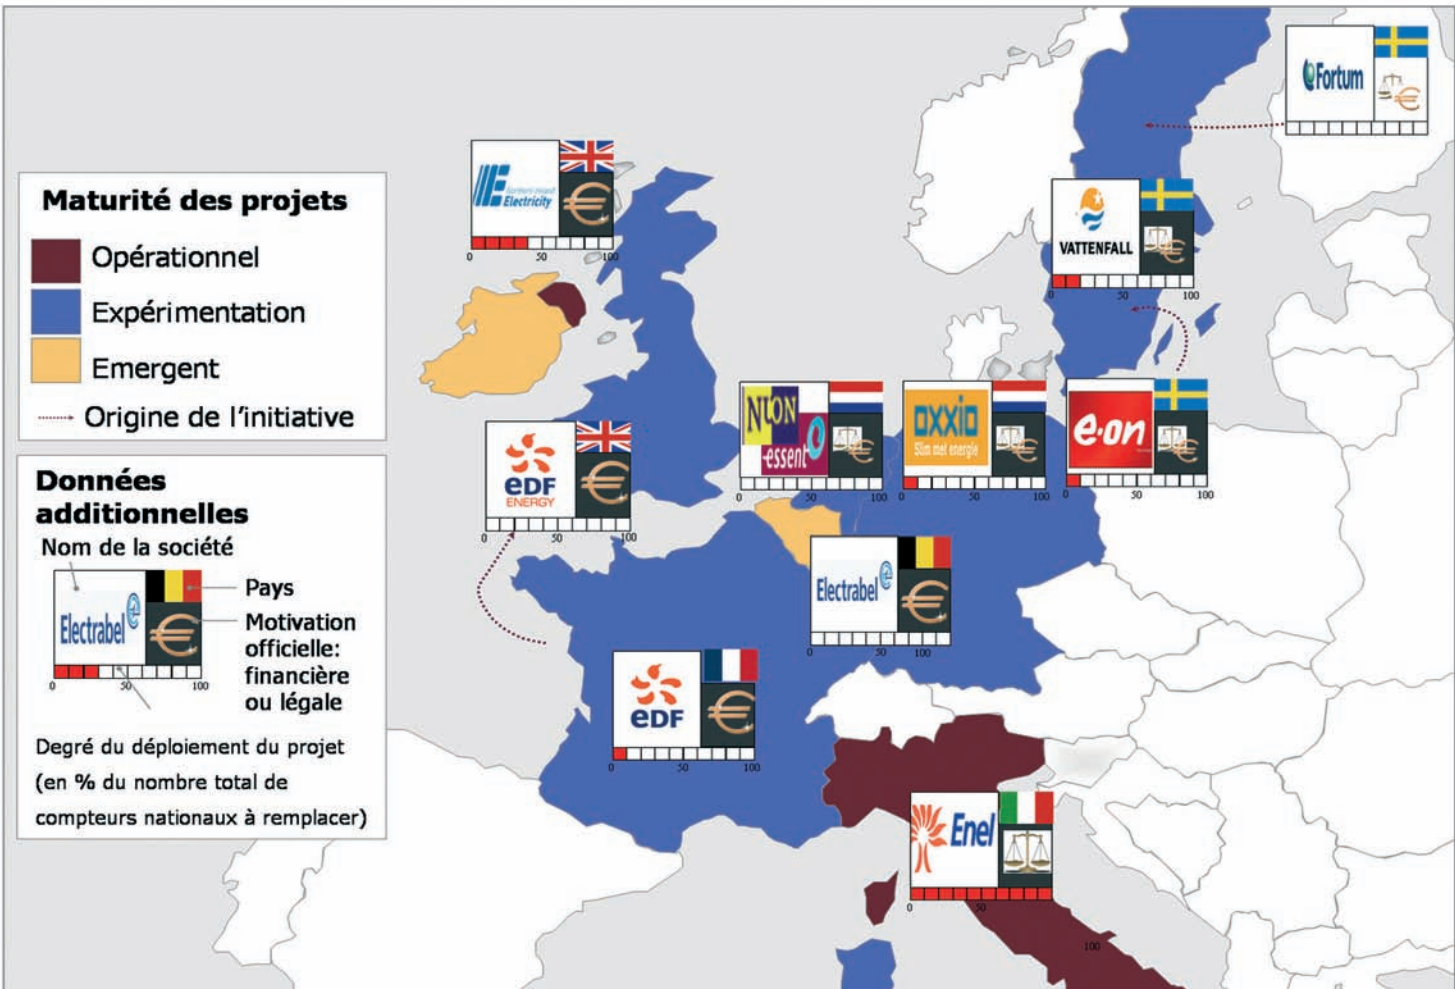 Maturité des projets
Opérationnel
Expérimentation
Emergent
Origine de l'initiative
Données
additionnelles
Nom de la société
Electrabel e
Pays
Motivation
officielle:
financière
ou légale
0 50 100
Degré du déploiement du projet
(en % du nombre total de
compteurs nationaux à remplacer)
Fortum
Electricity
0 50 100
VATTENFALL
0 50 100
eDF
ENERGY
0 50 100
NUON
essent
0 50 100
oxxio
Slim met energie
0 50 100
e·on
0 50 100
Electrabel e
0 50 100
eDF
0 50 100
Enel
0 50
100